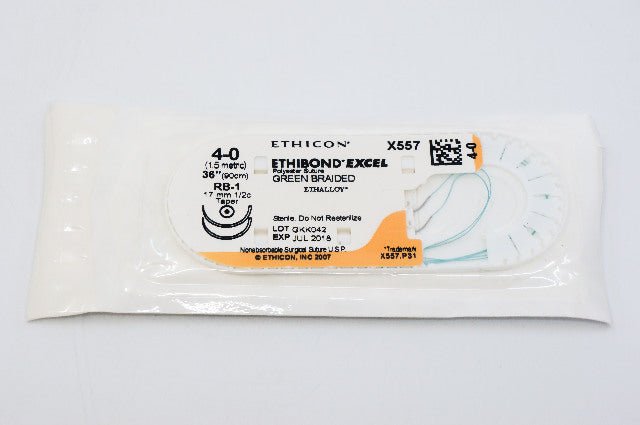 ETHICON*
X557
4-0
(1.5 metric)
36" (90cm)
RB-1
17 mm 1/2c
Taper
ETHIBOND* EXCEL
Polyester Suture
GREEN BRAIDED
ETHALLOY*
Sterile. Do Not Resterilize
LOT GKK042
EXP JUL 2018
Nonabsorbable Surgical Suture U.S.P.
© ETHICON, INC 2007
4-0
*Trademark
X557.P31